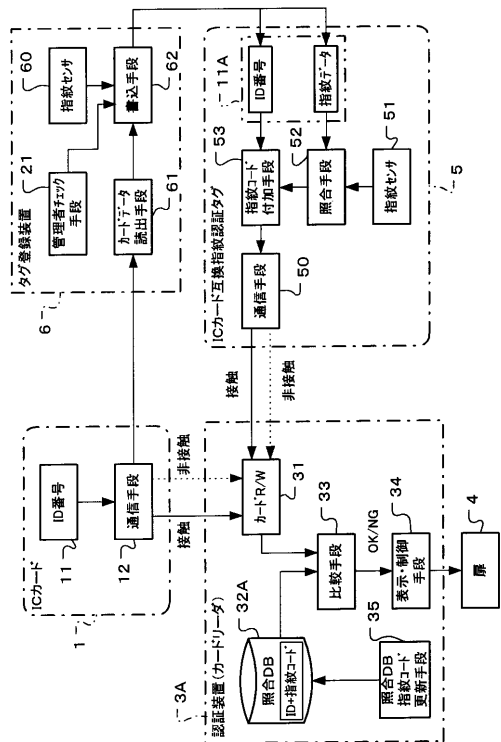 ICカード
1
ID番号
11
通信手段
12
接触
非接触
タグ登録装置
6
管理者チェック
手段
21
指紋センサ
60
カードデータ
読出手段
61
書込手段
62
認証装置(カードリーダ)
3A
照合DB
ID+指紋コード
32A
カードR/W
31
比較手段
33
OK/NG
照合DB
指紋コード
更新手段
35
表示・制御
手段
34
扉
4
ICカード互換指紋認証タグ
5
11A
ID番号
指紋データ
指紋コード
付加手段
53
照合手段
52
指紋センサ
51
通信手段
50
接触
非接触